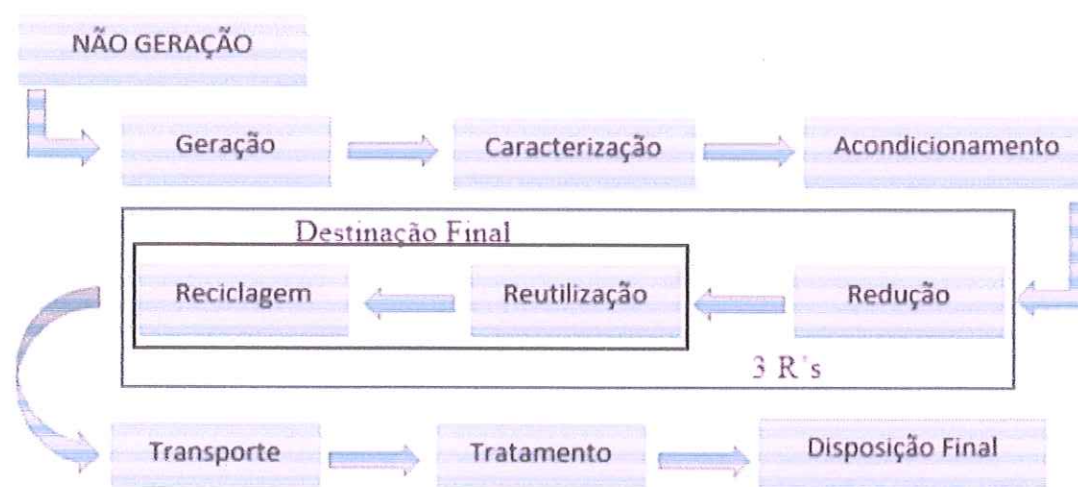 NÃO GERAÇÃO
Geração
Caracterização
Acondicionamento
Destinação Final
Redução
Reutilização
Reciclagem
3 R´s
Transporte
Tratamento
Disposição Final